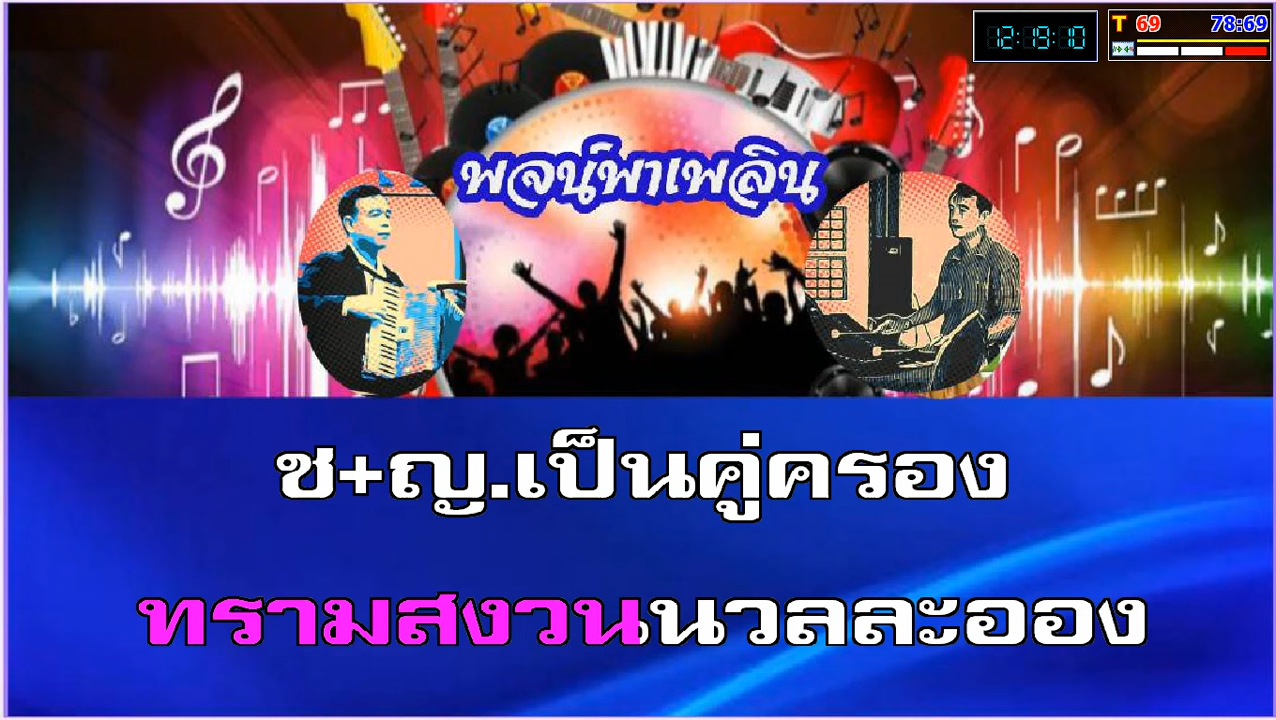 12:19:10
T 69 78:69
พจน์พาเพลิน
ช+ญ.เป็นคู่ครอง
ทรามสงวนนวลละออง